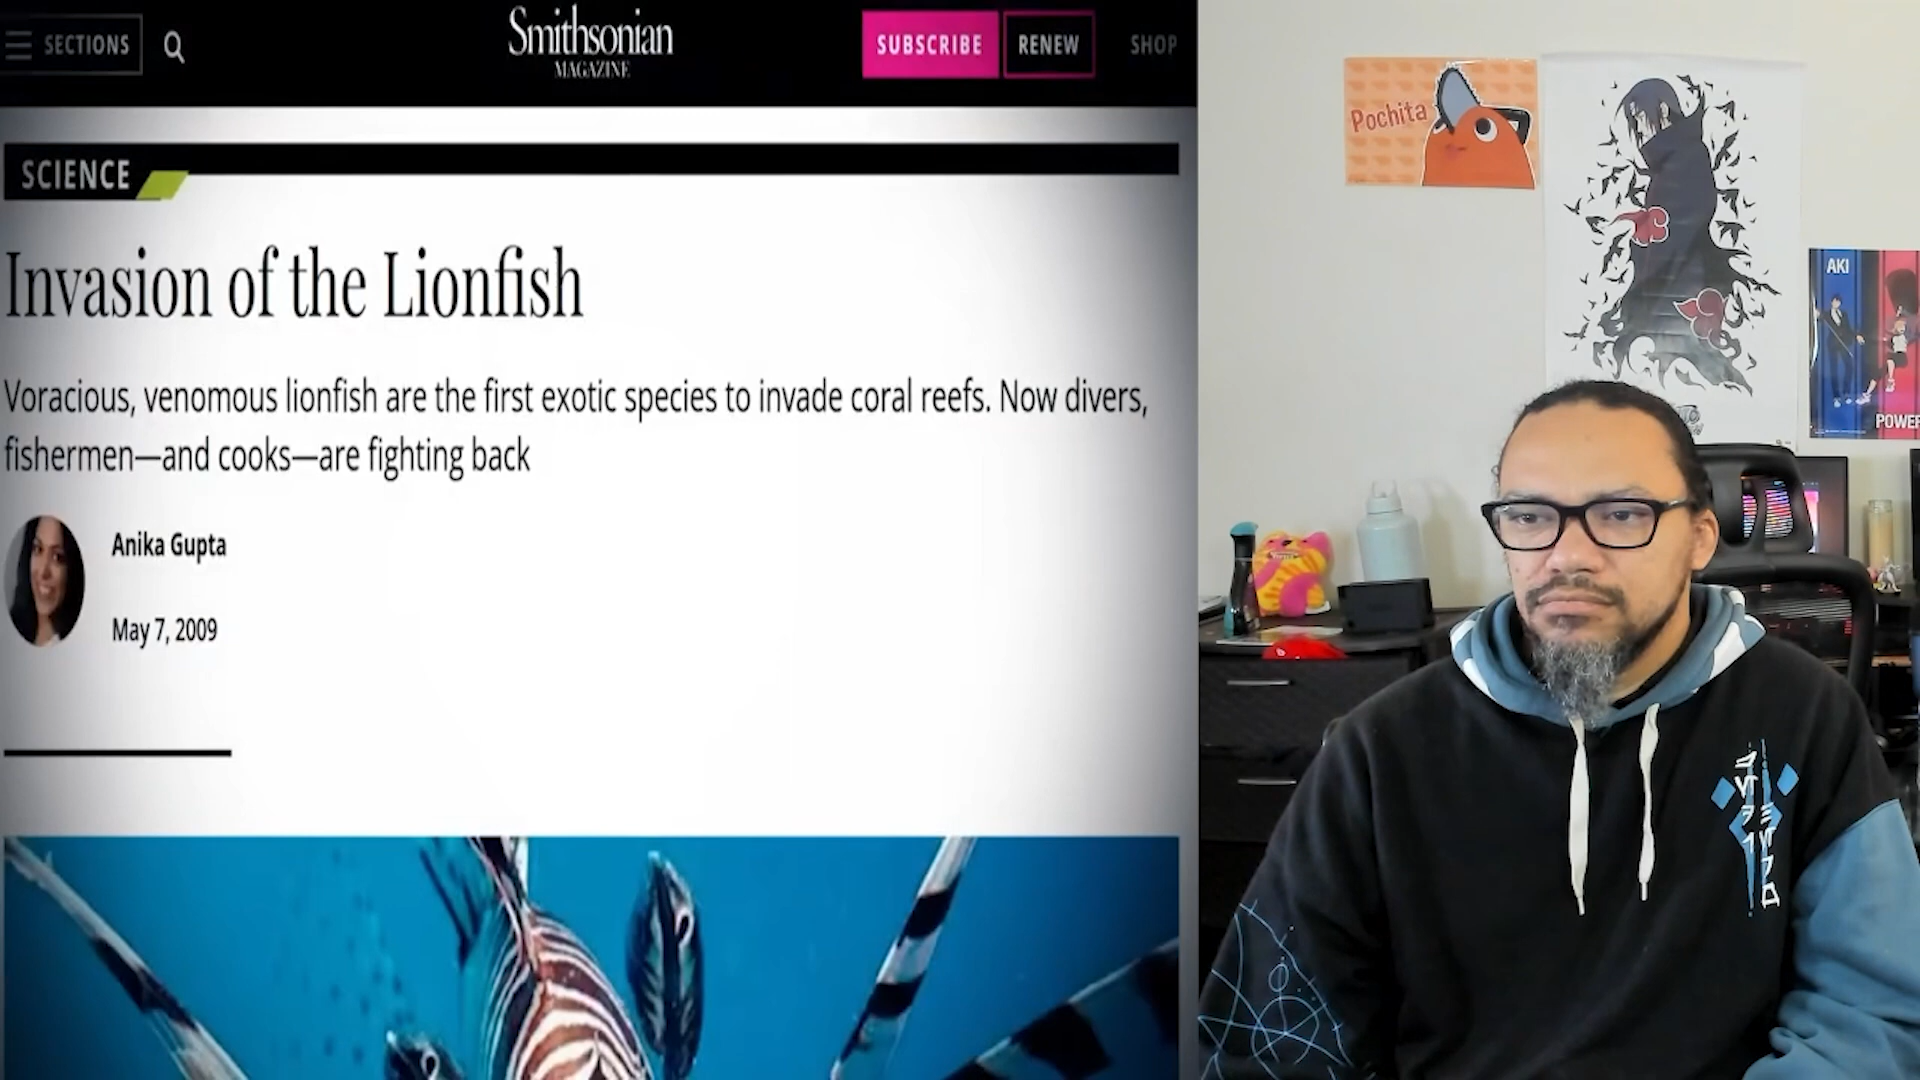 SECTIONS
Smithsonian
MAGAZINE
SUBSCRIBE
RENEW
SHOP
SCIENCE
Invasion of the Lionfish
Voracious, venomous lionfish are the first exotic species to invade coral reefs. Now divers,
fishermen—and cooks—are fighting back
Anika Gupta
May 7, 2009
Pochita
AKI
POWER